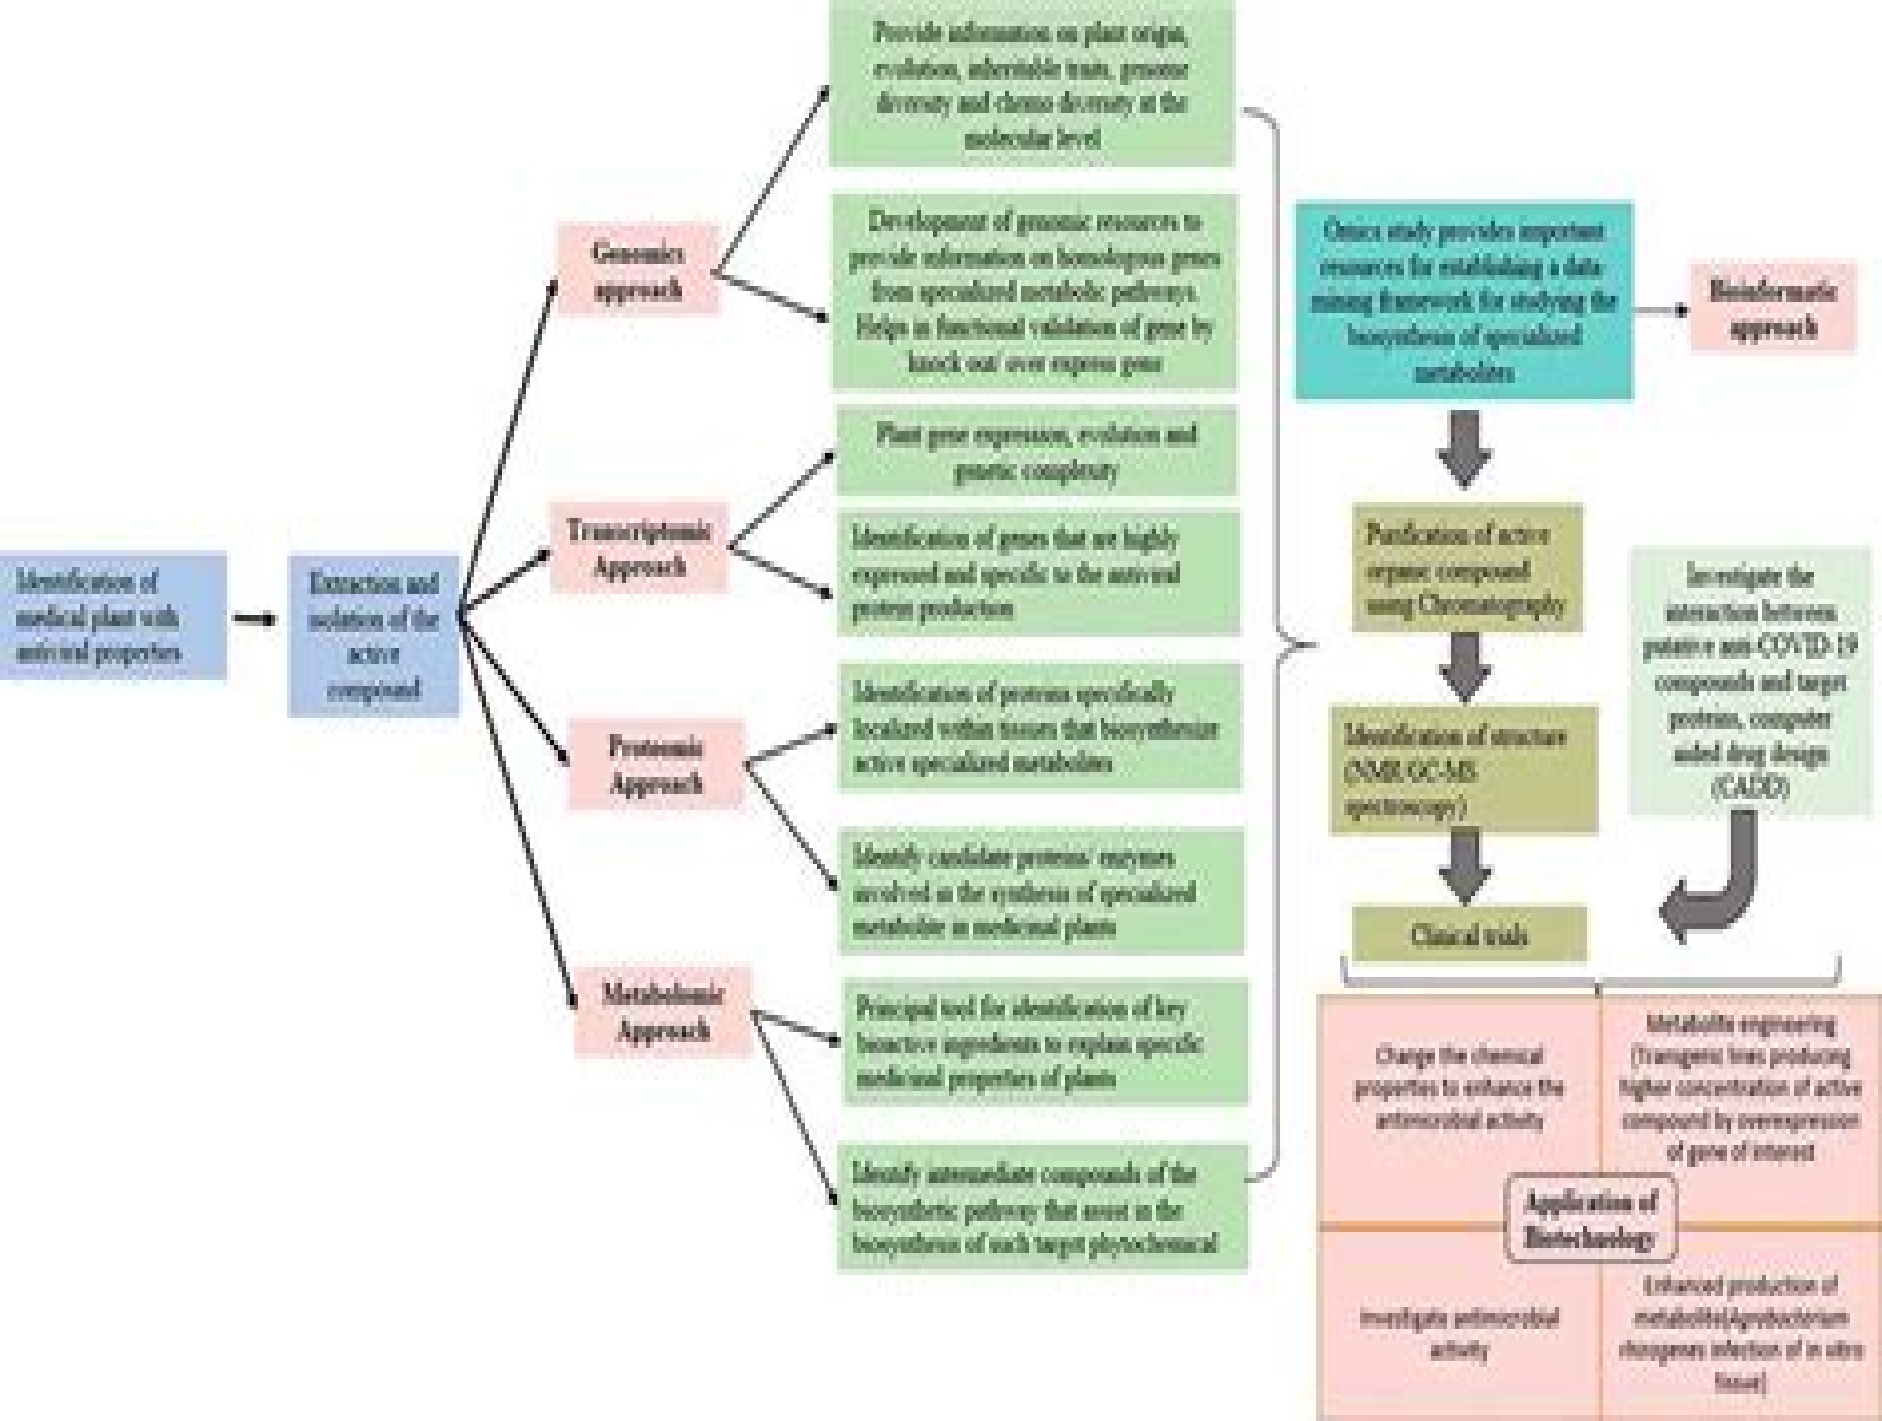 Identification of
medical plant with
antiviral properties
Extraction and
isolation of the
active
compound
Genomics
approach
Transcriptomic
Approach
Proteomic
Approach
Metabolomic
Approach
Provide information on plant origin,
evolution, inheritable traits, genome
diversity and chemo diversity at the
molecular level
Development of genomic resources to
provide information on homologous genes
from specialized metabolic pathways.
Helps in functional validation of gene by
knock out/ over express gene
Plant gene expression, evolution and
genetic complexity
Identification of genes that are highly
expressed and specific to the antiviral
protein production
Identification of proteins specifically
localized within tissues that biosynthesize
active specialized metabolites
Identify candidate proteins/ enzymes
involved in the synthesis of specialized
metabolite in medicinal plants
Principal tool for identification of key
bioactive ingredients to explain specific
medicinal properties of plants
Identify intermediate compounds of the
biosynthetic pathway that assist in the
biosynthesis of such target phytochemical
Omics study provides important
resources for establishing a data
mining framework for studying the
biosynthesis of specialized
metabolites
Bioinformatic
approach
Purification of active
organic compound
using Chromatography
Identification of structure
(NMR/GC-MS
spectroscopy)
Clinical trials
Investigate the
interaction between
putative anti-COVID-19
compounds and target
proteins, computer
aided drug design
(CADD)
Change the chemical
properties to enhance the
antimicrobial activity
Metabolite engineering
(Transgenic lines producing
higher concentration of active
compound by overexpression
of gene of interest
Application of
Biotechnology
Investigate antimicrobial
activity
Enhanced production of
metabolite(Agrobacterium
rhizogenes infection of in vitro
tissue)